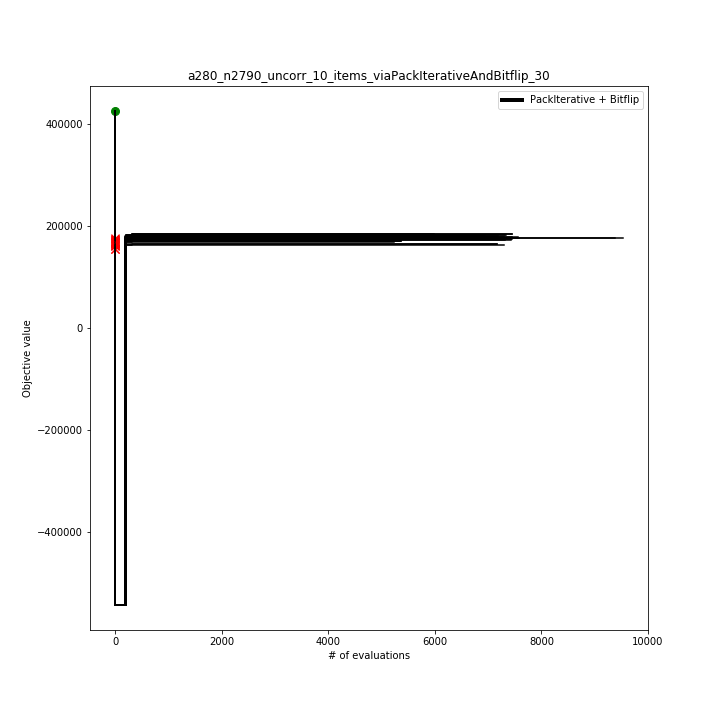 a280_n2790_uncorr_10_items_viaPackIterativeAndBitflip_30
PackIterative + Bitflip
400000
200000
0
−200000
−400000
Objective value
0 2000 4000 6000 8000 10000
# of evaluations